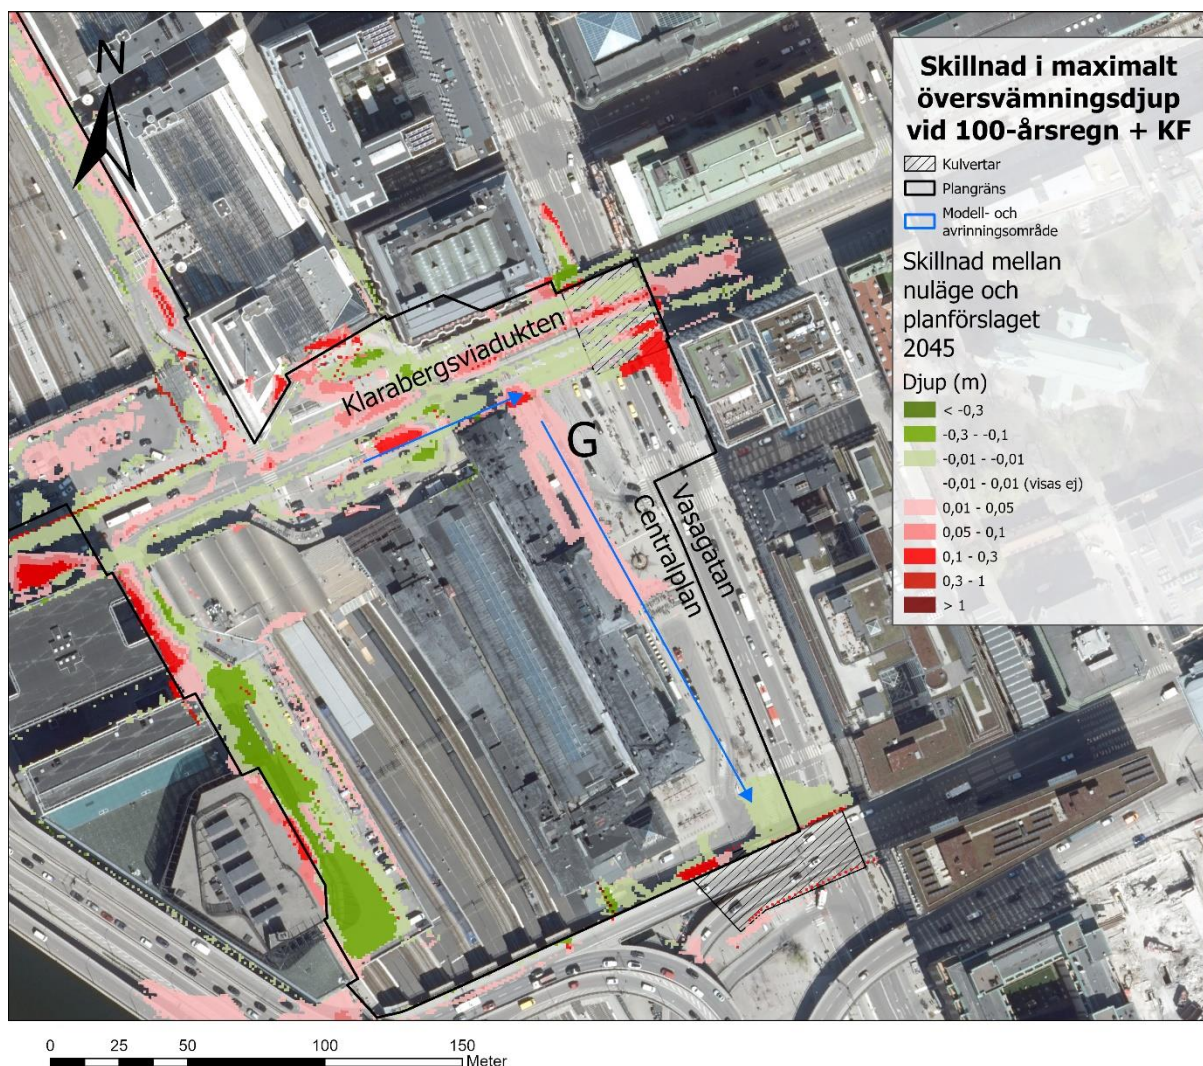 N
Skillnad i maximalt
översvämningsdjup
vid 100-årsregn + KF
Kulvertar
Plangräns
Modell- och
avrinningsområde
Skillnad mellan
nuläge och
planförslaget
2045
Djup (m)
< -0,3
-0,3 - -0,1
-0,01 - -0,01
-0,01 - 0,01 (visas ej)
0,01 - 0,05
0,05 - 0,1
0,1 - 0,3
0,3 - 1
> 1
Klarabergsviadukten
G
Vasagatan
Centralplan
0 25 50 100 150
Meter